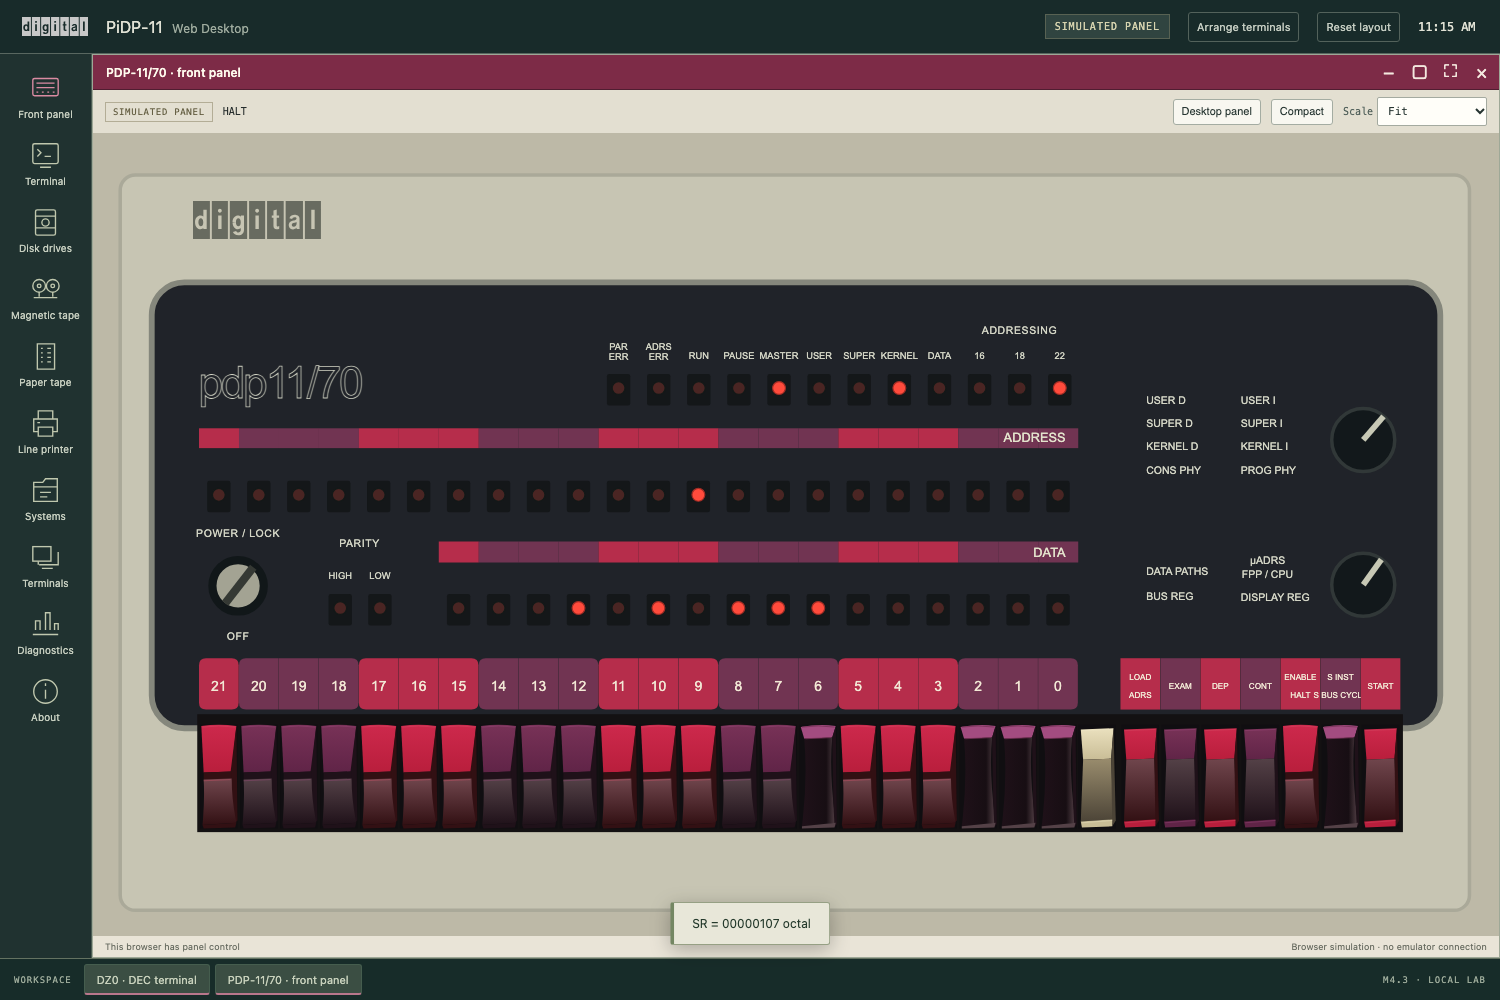 digital PiDP-11 Web Desktop SIMULATED PANEL Arrange terminals Reset layout 11:15 AM
PDP-11/70 · front panel
SIMULATED PANEL HALT Desktop panel Compact Scale Fit
Front panel
Terminal
Disk drives
Magnetic tape
Paper tape
Line printer
Systems
Terminals
Diagnostics
About
digital
ADDRESSING
PAR ERR ADRS ERR RUN PAUSE MASTER USER SUPER KERNEL DATA 16 18 22
pdp11/70
ADDRESS
USER D USER I
SUPER D SUPER I
KERNEL D KERNEL I
CONS PHY PROG PHY
POWER / LOCK
PARITY
DATA
HIGH LOW
OFF
µADRS
DATA PATHS FPP / CPU
BUS REG DISPLAY REG
21 20 19 18 17 16 15 14 13 12 11 10 9 8 7 6 5 4 3 2 1 0
LOAD ADRS EXAM DEP CONT ENABLE HALT S INST S BUS CYCL START
SR = 00000107 octal
This browser has panel control Browser simulation · no emulator connection
WORKSPACE DZ0 · DEC terminal PDP-11/70 · front panel M4.3 · LOCAL LAB